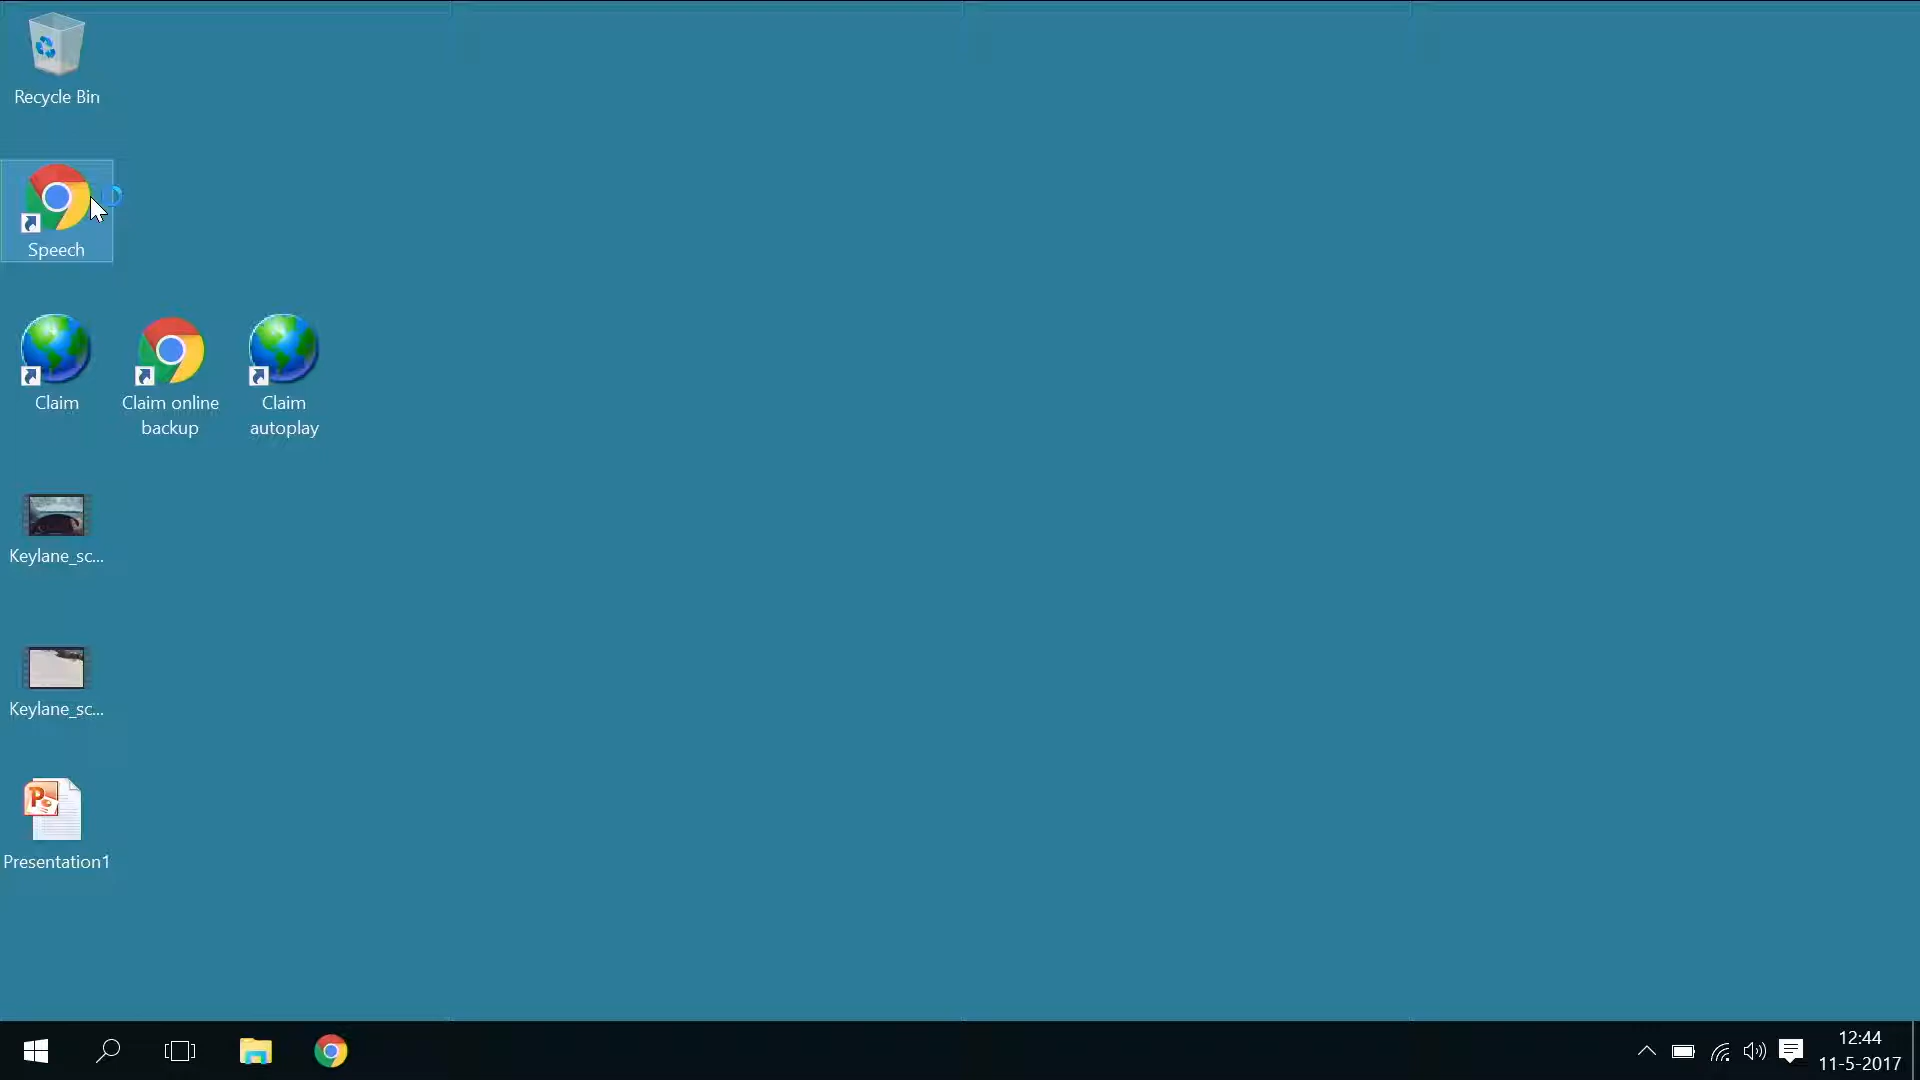 Recycle Bin
Speech
Claim
Claim online
backup
Claim
autoplay
Keylane_sc...
Keylane_sc...
Presentation1
12:44
11-5-2017